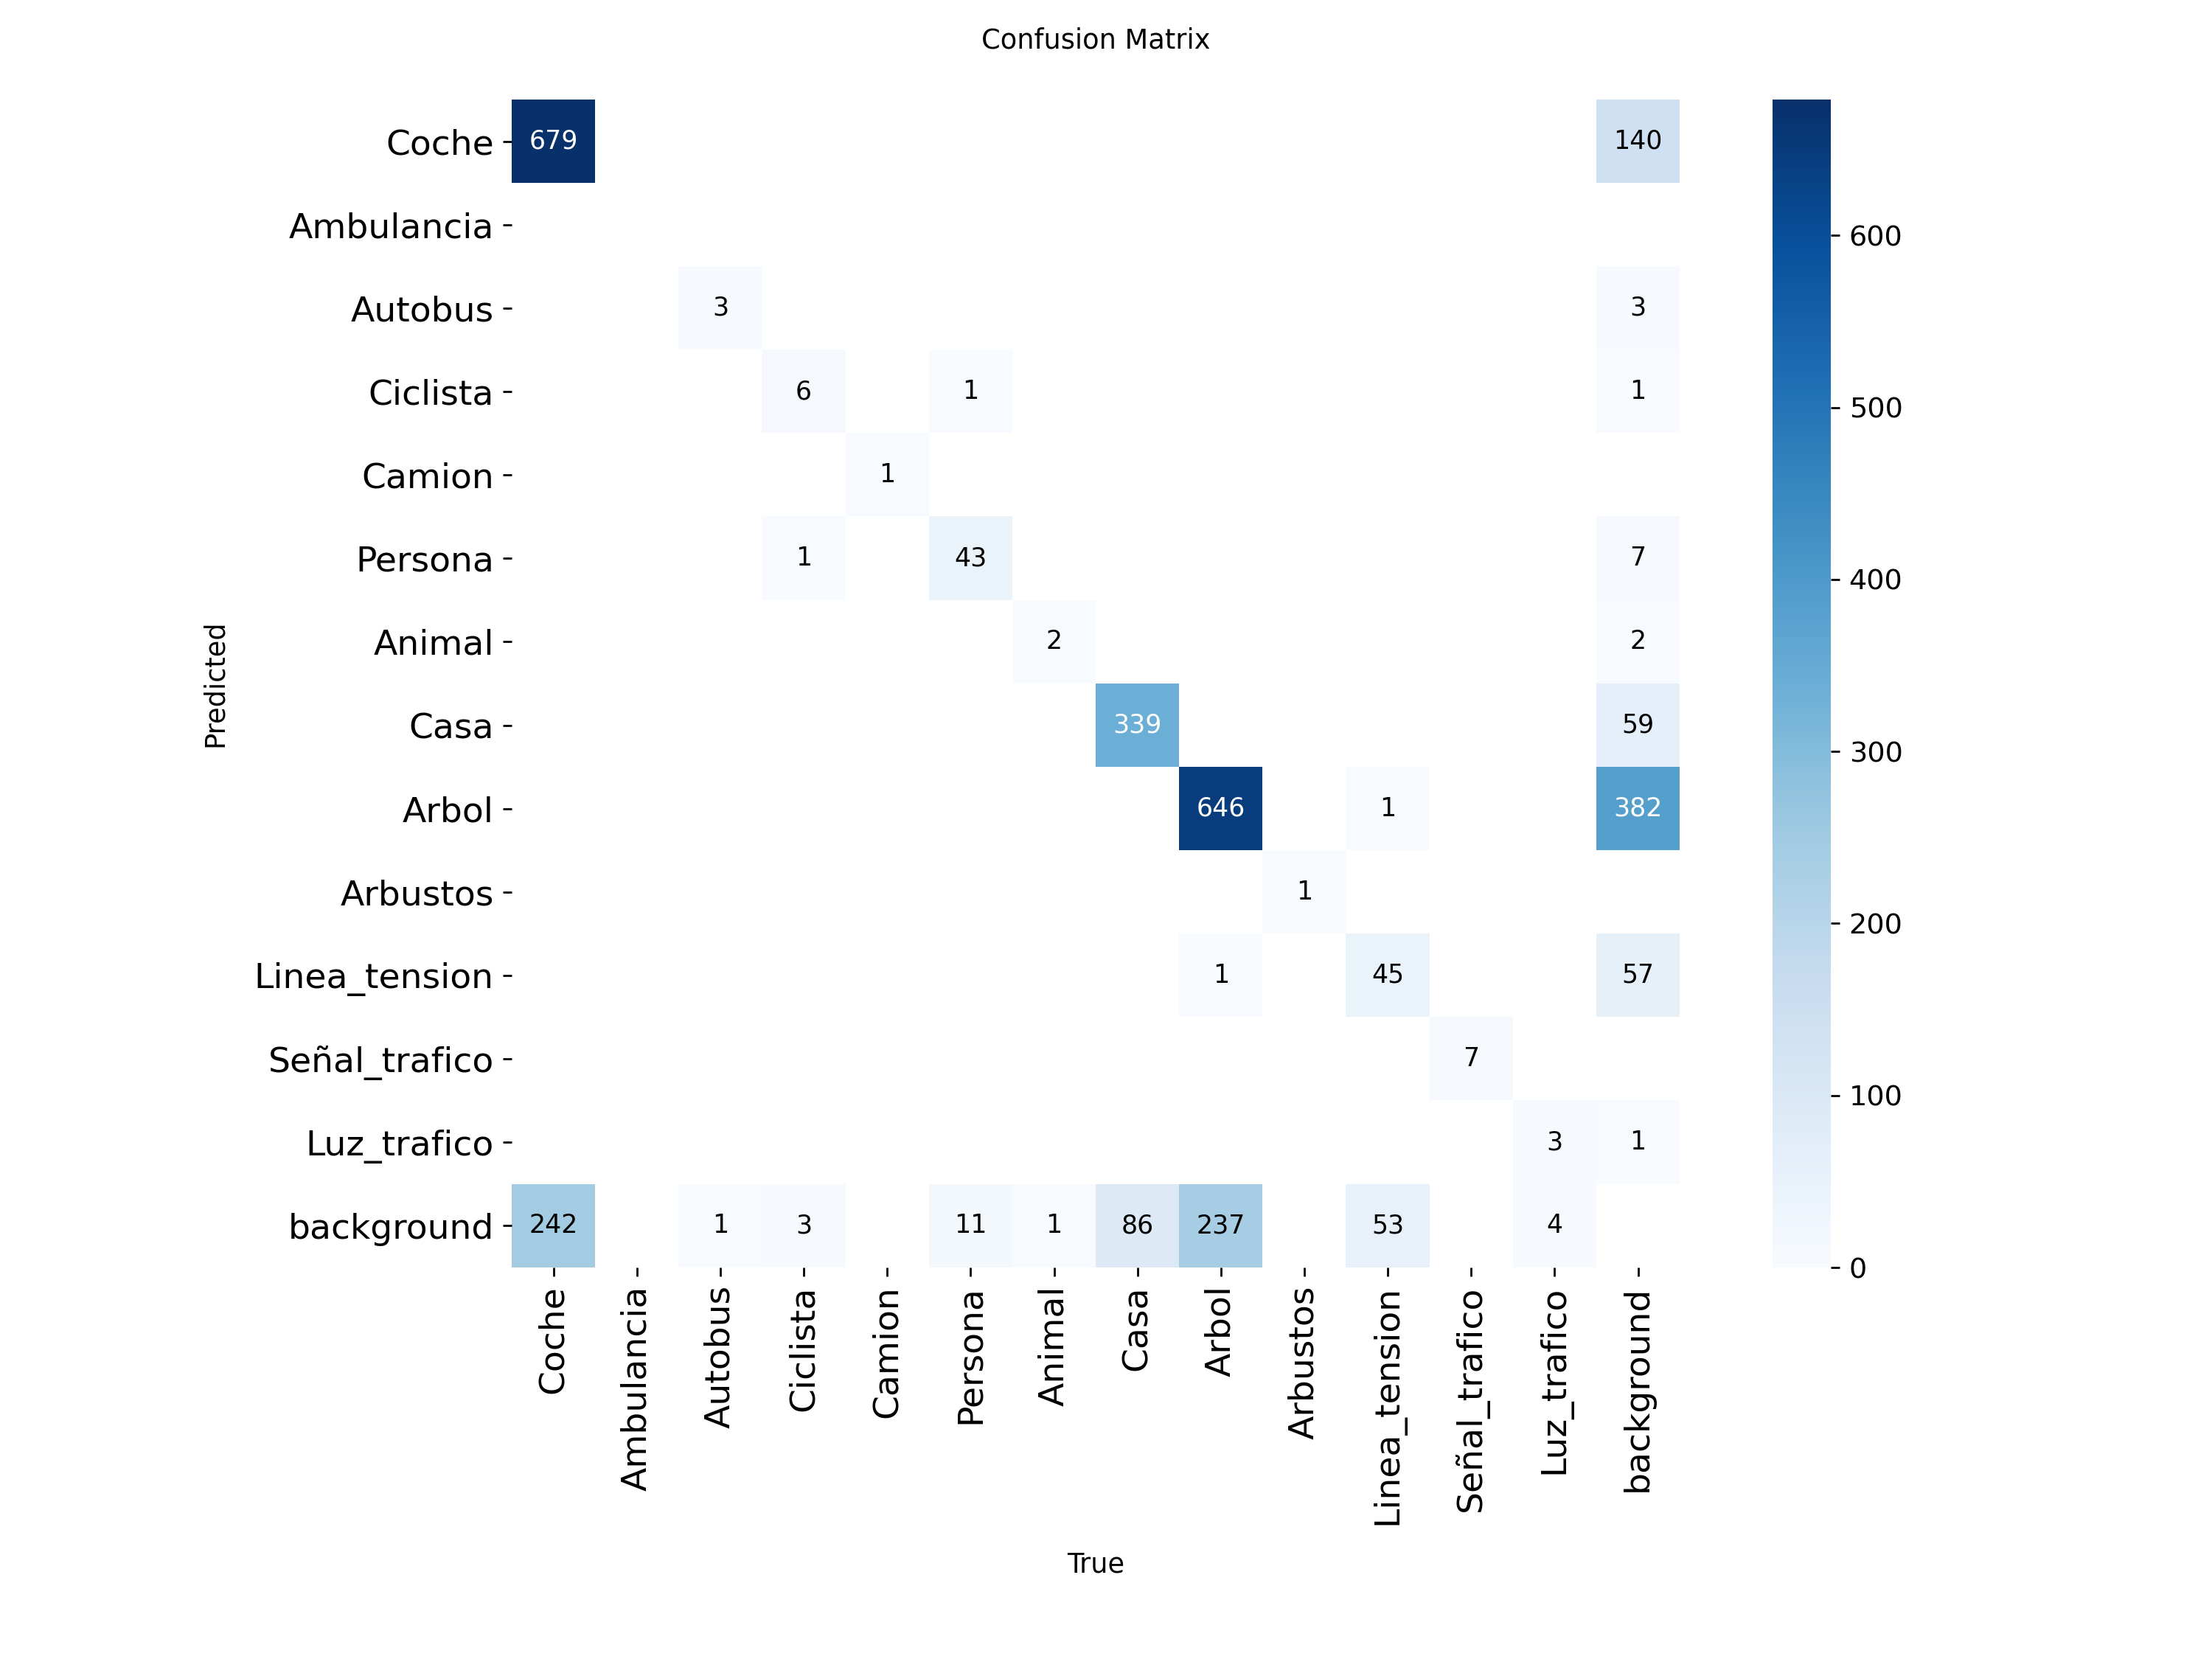 Confusion Matrix
Coche 679 140
Ambulancia
600
Autobus 3 3
500
Ciclista 6 1 1
Camion 1
400
Persona 1 43 7
Animal 2 2
Predicted
Casa 339 59
300
Arbol 646 1 382
Arbustos 1
200
Linea_tension 1 45 57
Señal_trafico 7
100
Luz_trafico 3 1
background 242 1 3 11 1 86 237 53 4
0
Coche
Ambulancia
Autobus
Ciclista
Camion
Persona
Animal
Casa
Arbol
Arbustos
Linea_tension
Señal_trafico
Luz_trafico
background
True